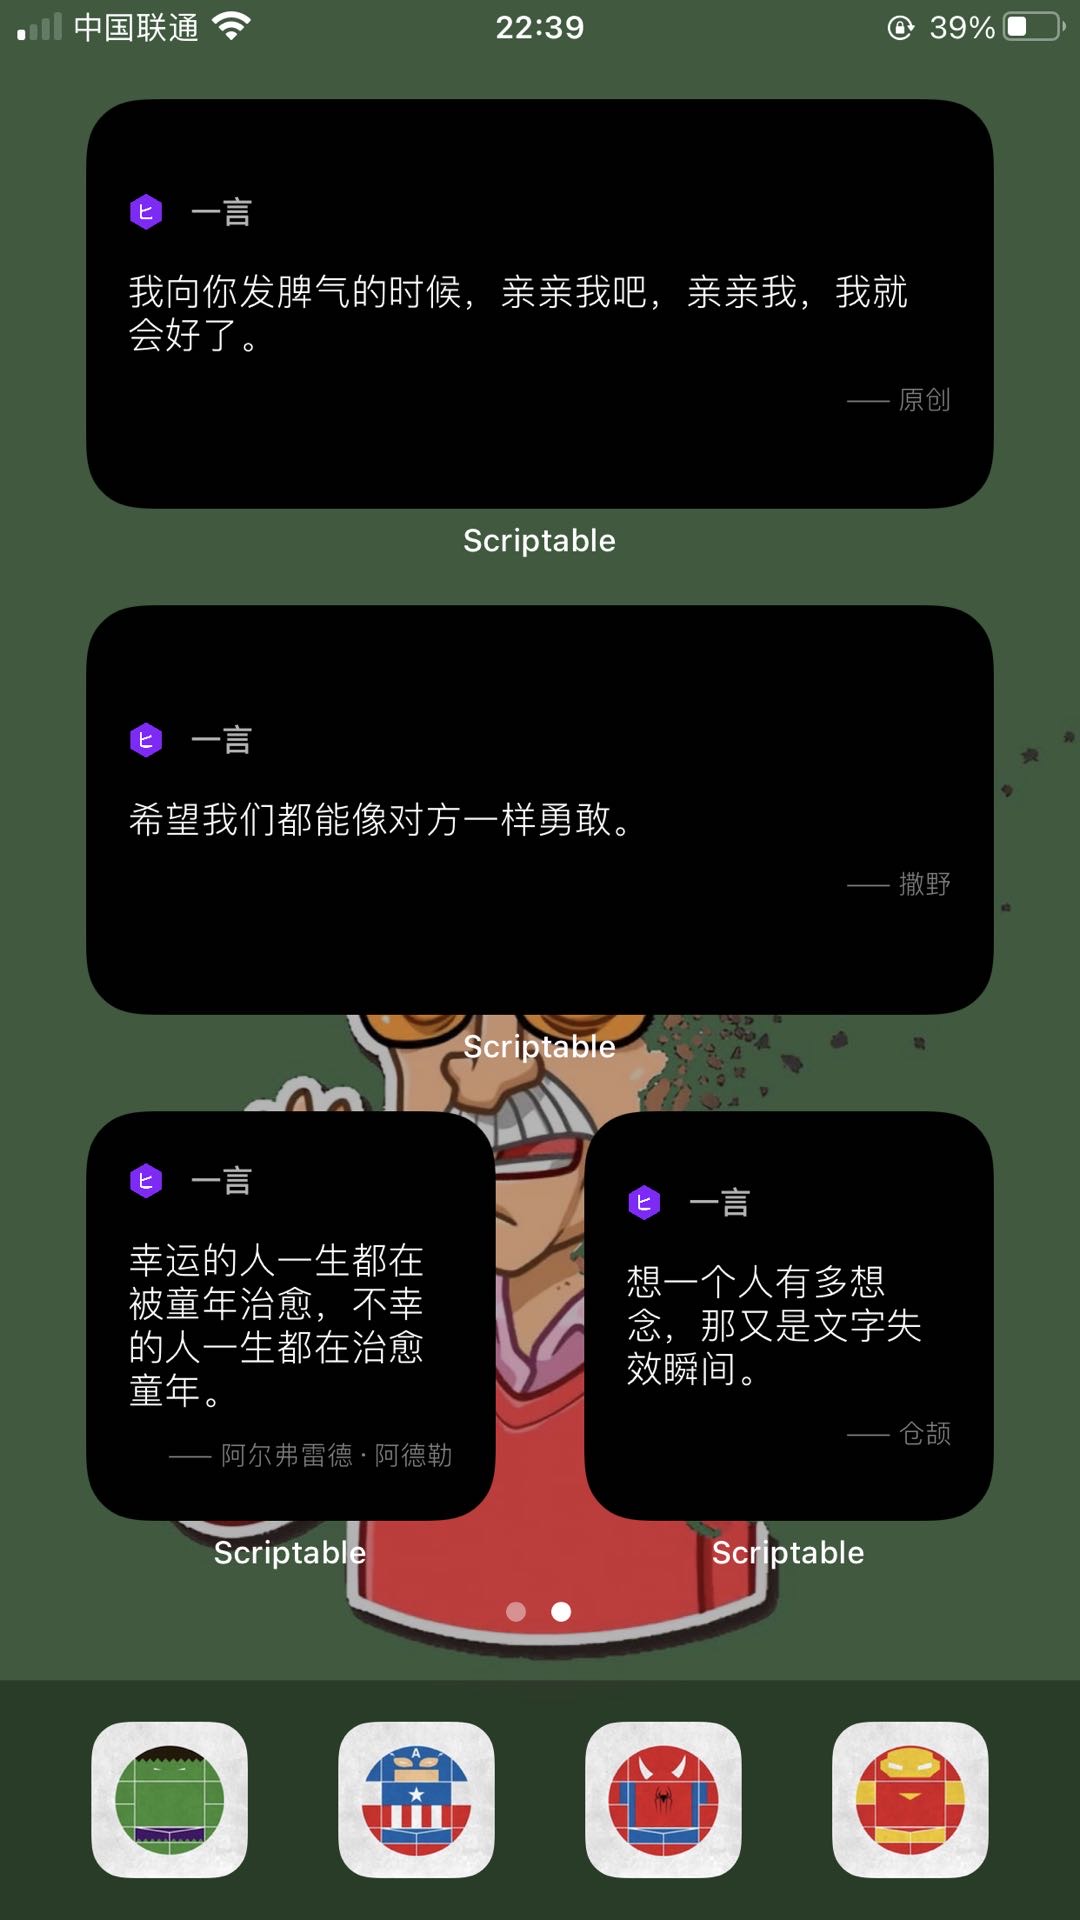 中国联通 22:39 39%
ヒ 一言
我向你发脾气的时候，亲亲我吧，亲亲我，我就
会好了。
—— 原创
Scriptable
ヒ 一言
希望我们都能像对方一样勇敢。
—— 撒野
Scriptable
ヒ 一言
幸运的人一生都在
被童年治愈，不幸
的人一生都在治愈
童年。
—— 阿尔弗雷德·阿德勒
Scriptable
ヒ 一言
想一个人有多想
念，那又是文字失
效瞬间。
—— 仓颉
Scriptable
A